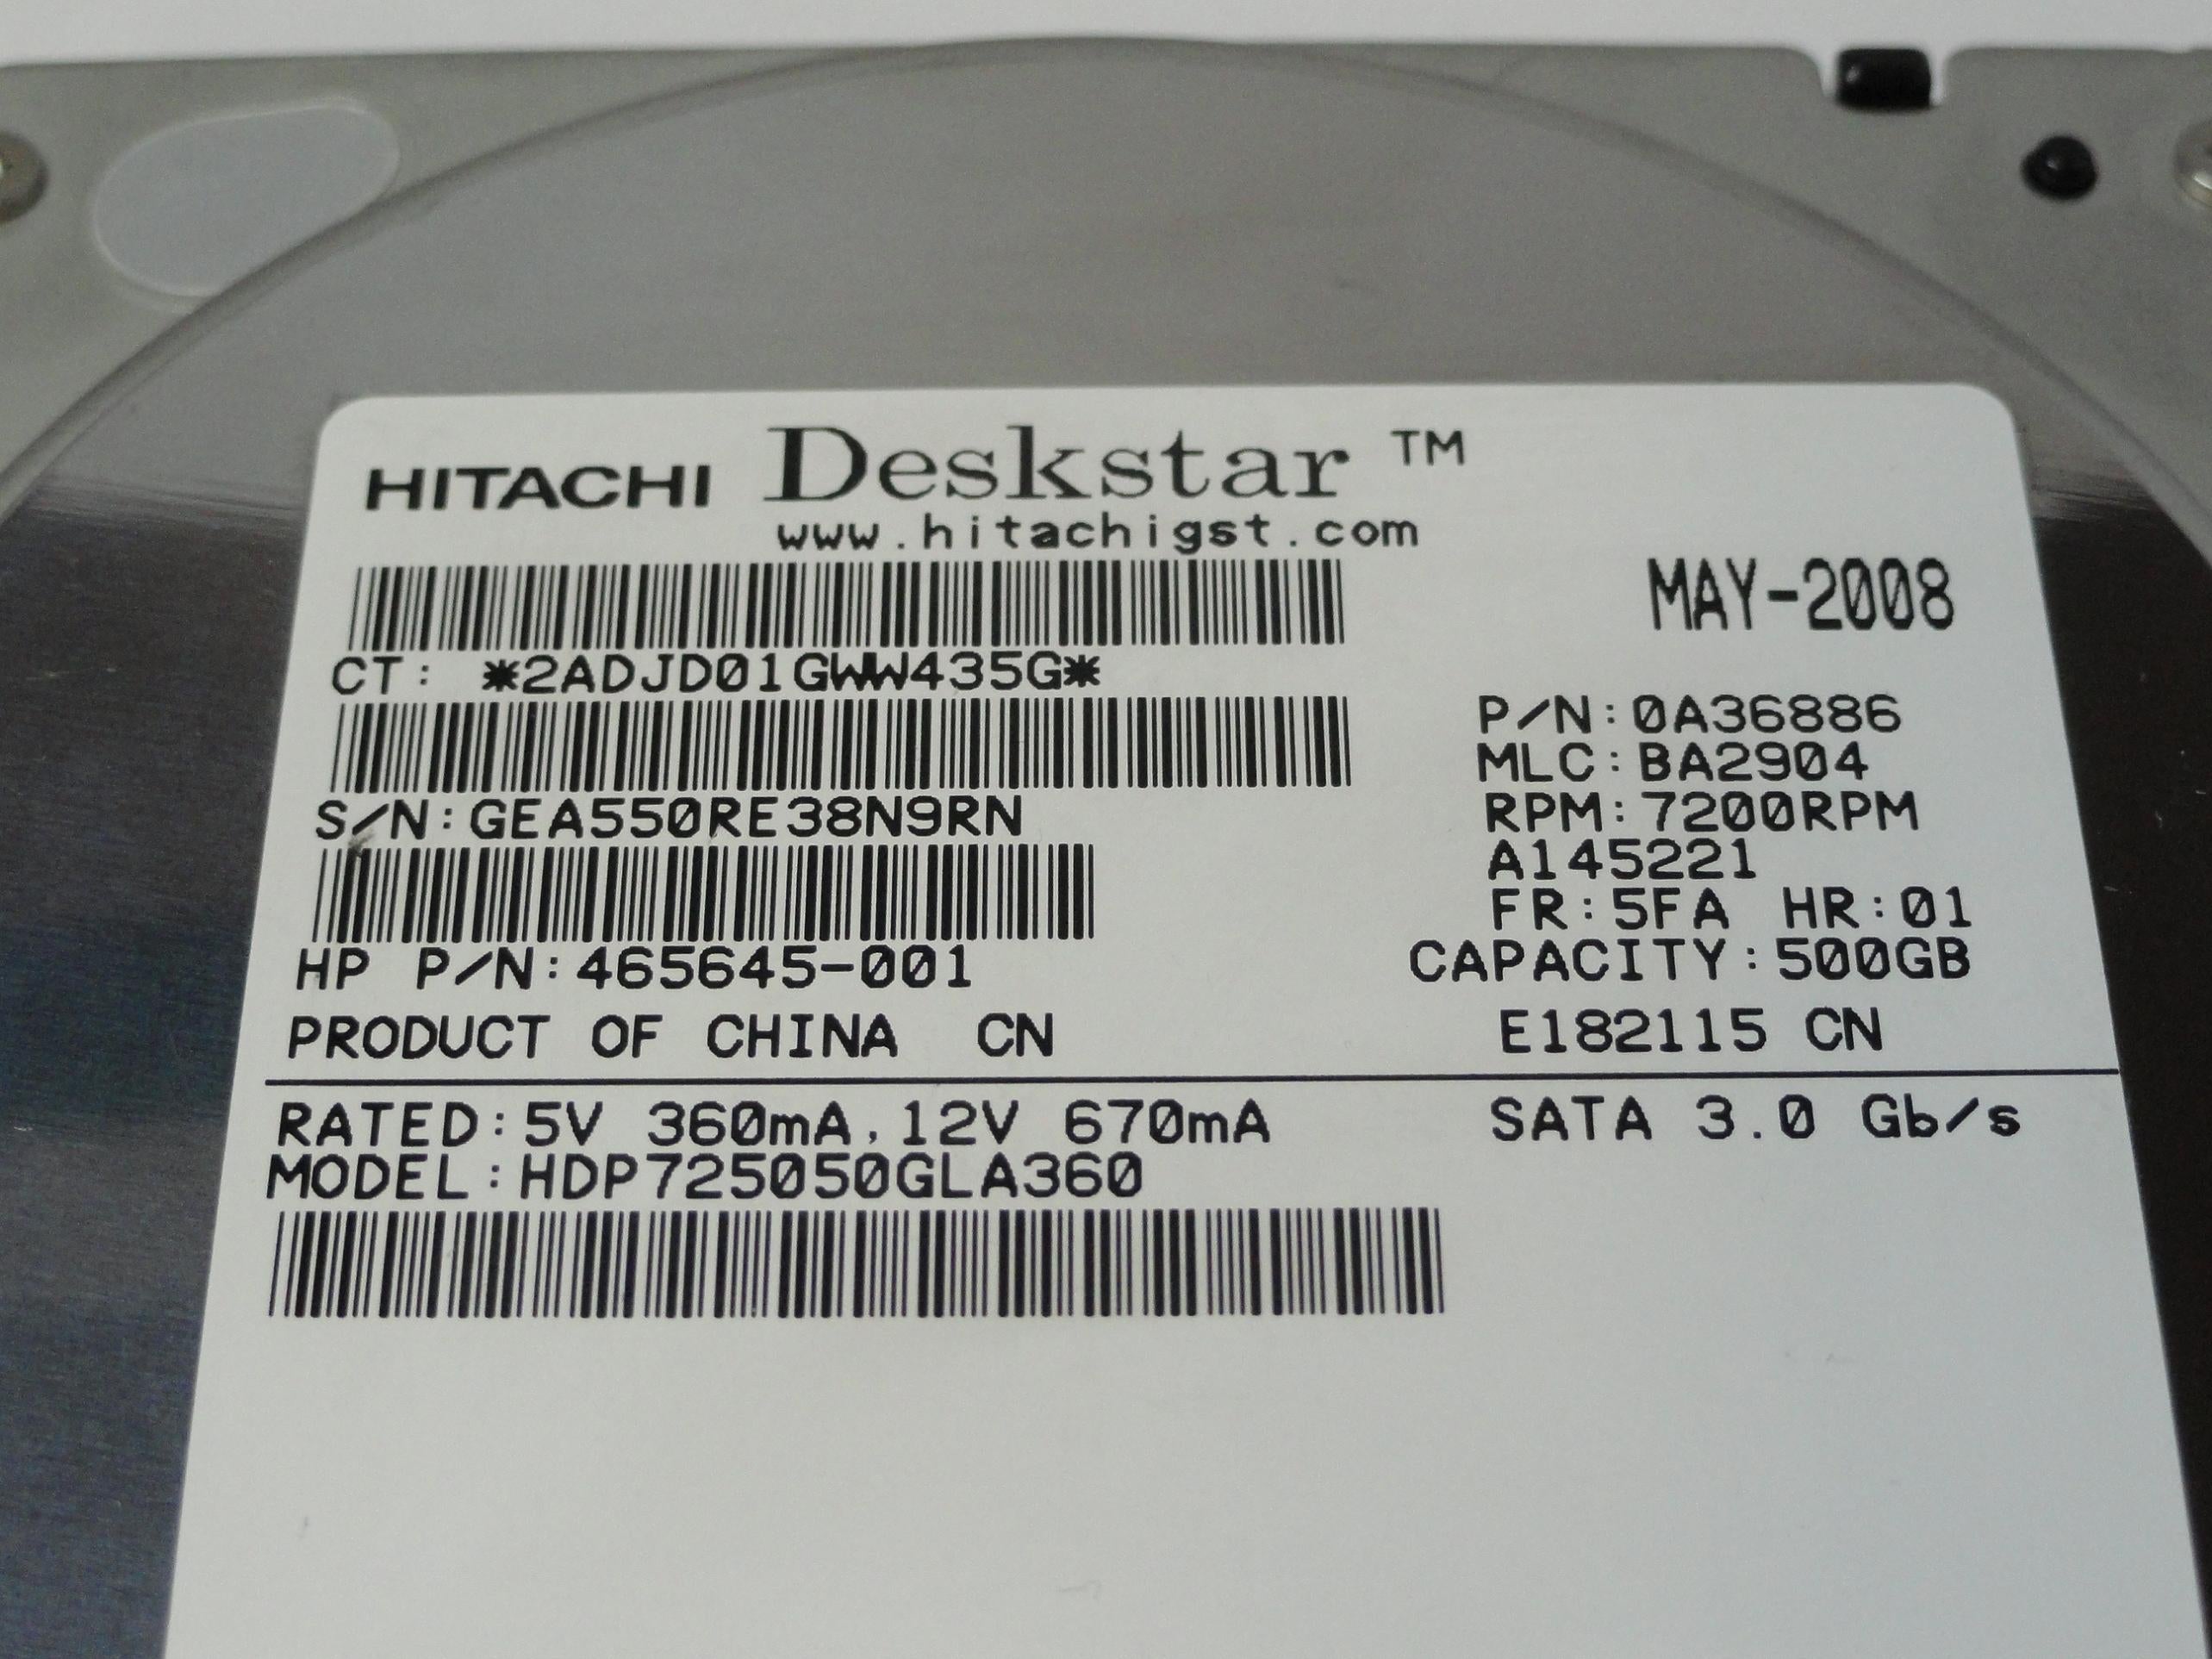 HITACHI Deskstar ™
www.hitachigst.com
MAY-2008
CT: *2ADJD01GWW435G*
S/N:GEA550RE38N9RN
HP P/N:465645-001
PRODUCT OF CHINA CN
P/N:0A36886
MLC:BA2904
RPM:7200RPM
A145221
FR:5FA HR:01
CAPACITY:500GB
E182115 CN
RATED:5V 360mA,12V 670mA
SATA 3.0 Gb/s
MODEL:HDP725050GLA360